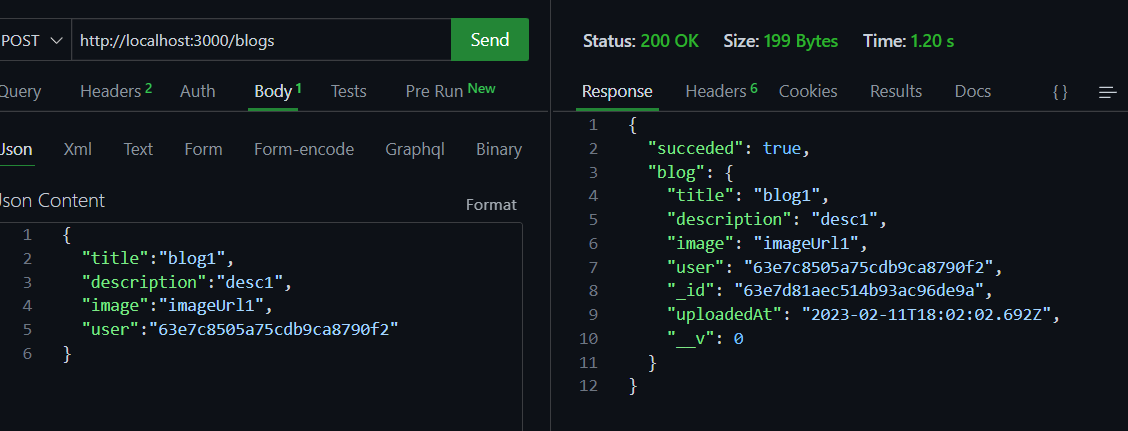 POST http://localhost:3000/blogs Send
Query Headers 2 Auth Body 1 Tests Pre Run New
Json Xml Text Form Form-encode Graphql Binary
Json Content Format
1 {
2 "title":"blog1",
3 "description":"desc1",
4 "image":"imageUrl1",
5 "user":"63e7c8505a75cdb9ca8790f2"
6 }
Status: 200 OK Size: 199 Bytes Time: 1.20 s
Response Headers 6 Cookies Results Docs {}
1 {
2 "succeded": true,
3 "blog": {
4 "title": "blog1",
5 "description": "desc1",
6 "image": "imageUrl1",
7 "user": "63e7c8505a75cdb9ca8790f2",
8 "_id": "63e7d81aec514b93ac96de9a",
9 "uploadedAt": "2023-02-11T18:02:02.692Z",
10 "__v": 0
11 }
12 }